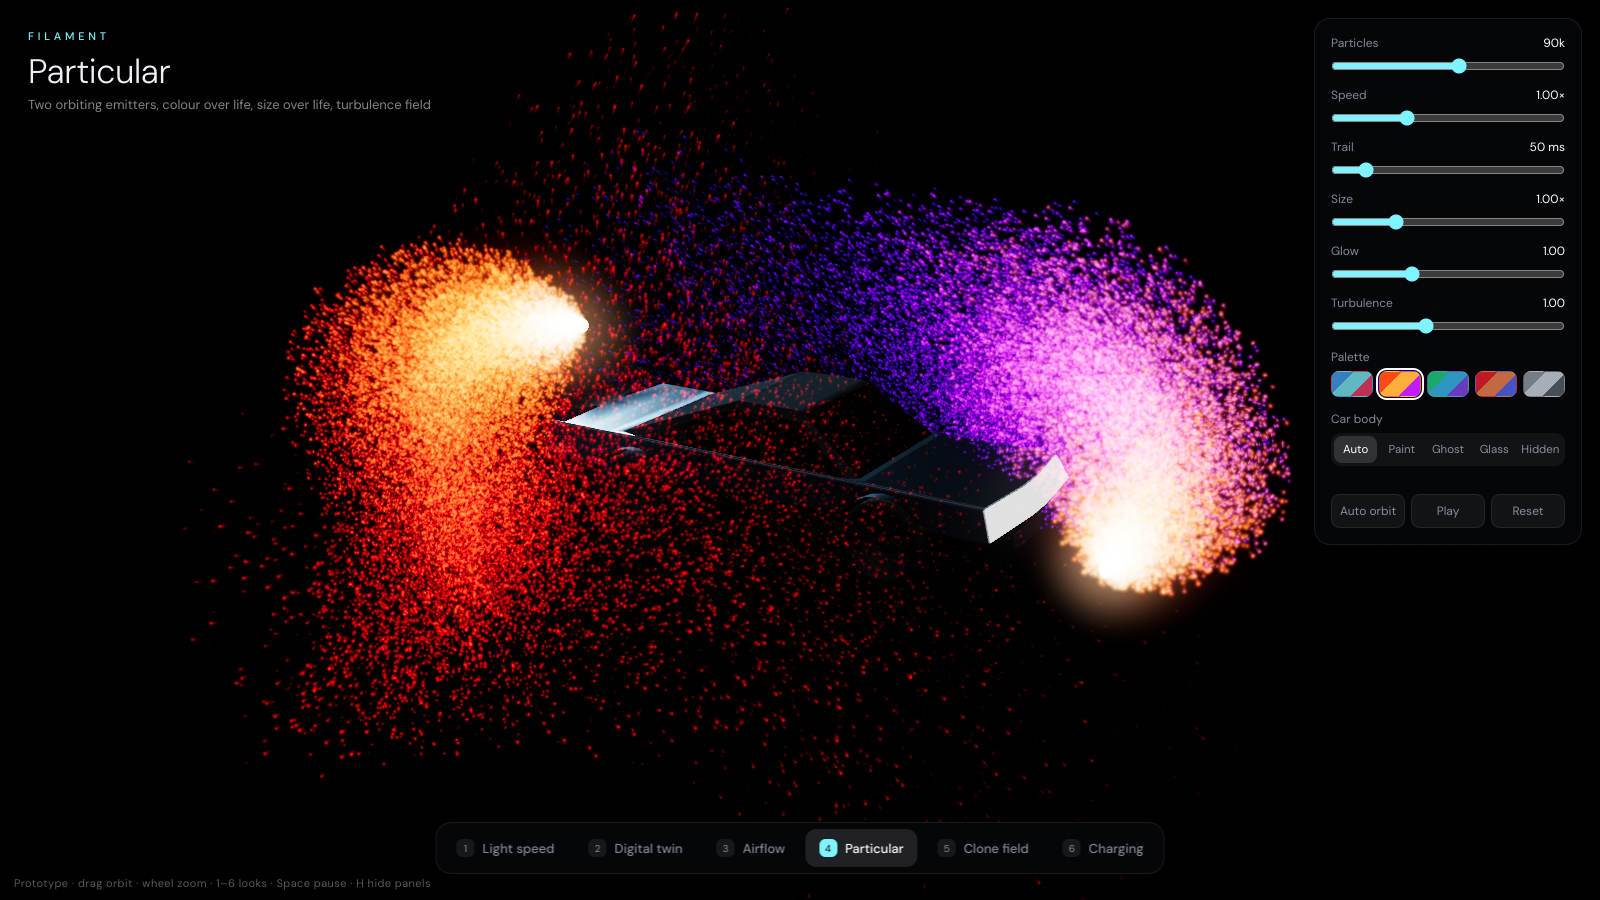 FILAMENT
Particular
Two orbiting emitters, colour over life, size over life, turbulence field
Particles 90k
Speed 1.00×
Trail 50 ms
Size 1.00×
Glow 1.00
Turbulence 1.00
Palette
Car body
Auto Paint Ghost Glass Hidden
Auto orbit Play Reset
1 Light speed 2 Digital twin 3 Airflow 4 Particular 5 Clone field 6 Charging
Prototype · drag orbit · wheel zoom · 1–6 looks · Space pause · H hide panels